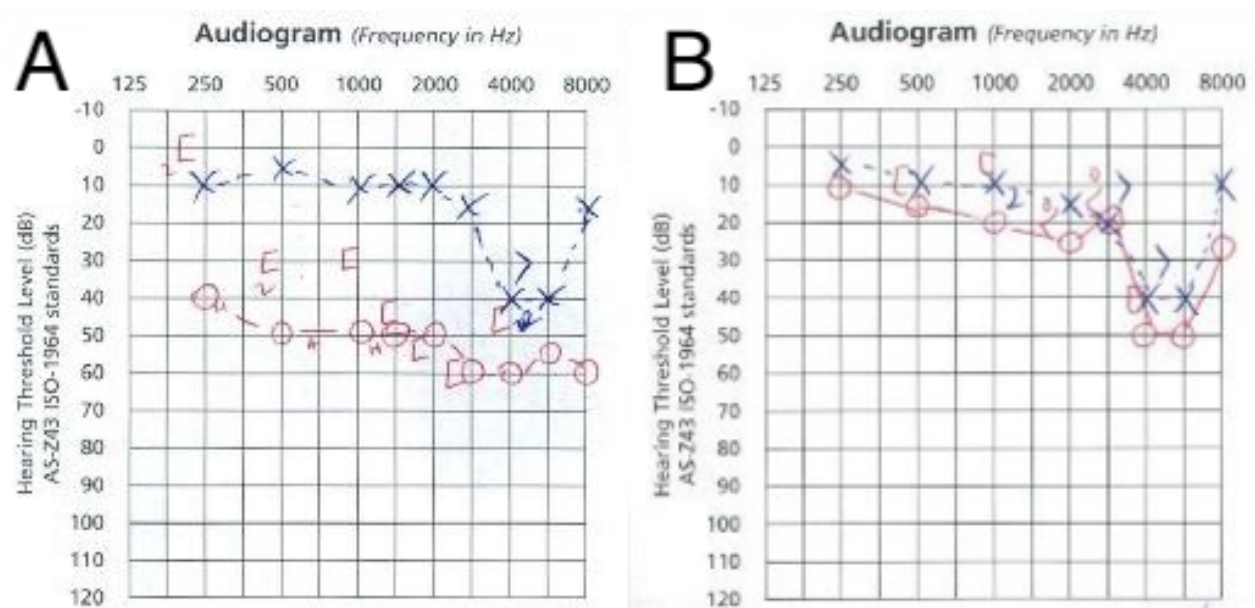 A
Audiogram (Frequency in Hz)
125 250 500 1000 2000 4000 8000
-10
0
10
20
30
40
50
60
70
80
90
100
110
120
Hearing Threshold Level (dB)
AS-Z43 ISO-1964 standards
B
Audiogram (Frequency in Hz)
125 250 500 1000 2000 4000 8000
-10
0
10
20
30
40
50
60
70
80
90
100
110
120
Hearing Threshold Level (dB)
AS-Z43 ISO-1964 standards